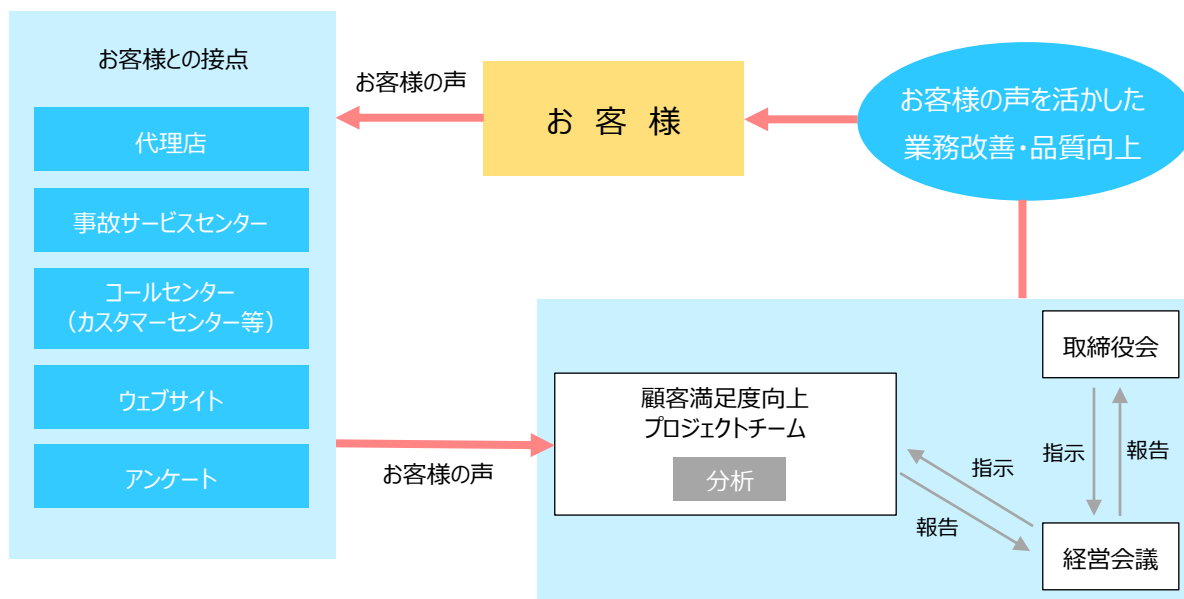 お客様との接点
代理店
事故サービスセンター
コールセンター
（カスタマーセンター等）
ウェブサイト
アンケート
お客様の声
お 客 様
お客様の声を活かした
業務改善・品質向上
お客様の声
顧客満足度向上
プロジェクトチーム
分析
指示
報告
取締役会
指示
報告
経営会議